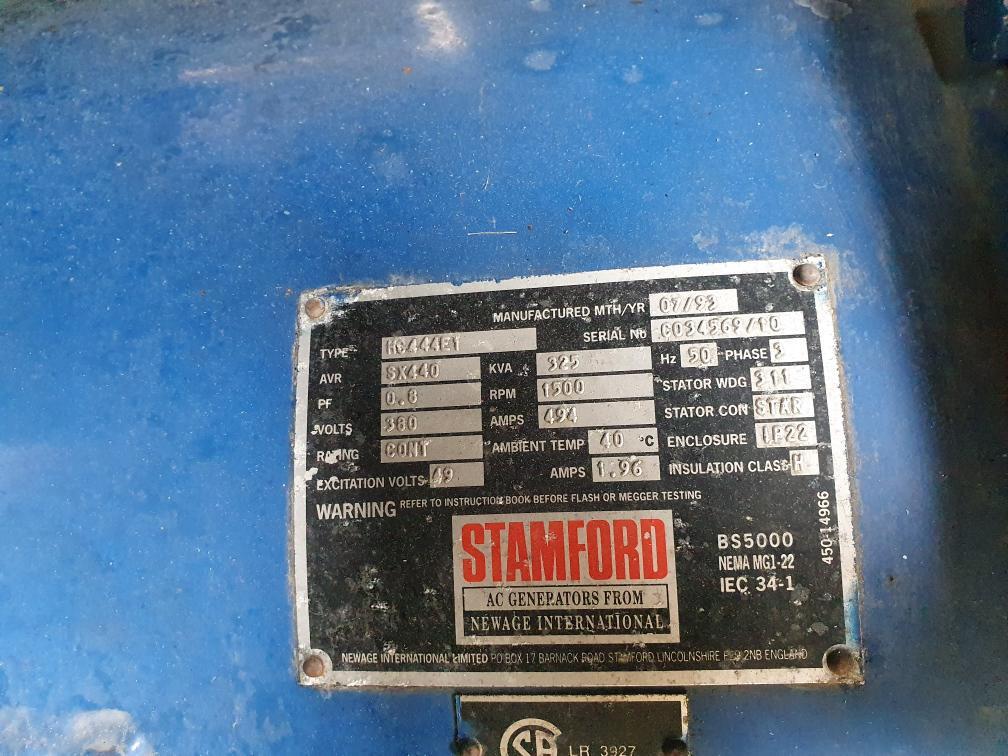 MANUFACTURED MTH/YR 07/93
SERIAL No C034569/10
TYPE HC444E1
AVR SX440 KVA 325 Hz 50 PHASE 3
PF 0.8 RPM 1500 STATOR WDG 311
VOLTS 380 AMPS 494 STATOR CON STAR
RATING CONT AMBIENT TEMP 40 °C ENCLOSURE IP22
EXCITATION VOLTS 49 AMPS 1.96 INSULATION CLASS H
WARNING REFER TO INSTRUCTION BOOK BEFORE FLASH OR MEGGER TESTING
STAMFORD
AC GENERATORS FROM
NEWAGE INTERNATIONAL
BS5000
NEMA MG1-22
IEC 34-1
450-14966
NEWAGE INTERNATIONAL LIMITED PO BOX 17 BARNACK ROAD STAMFORD LINCOLNSHIRE PE9 2NB ENGLAND
LR 3927